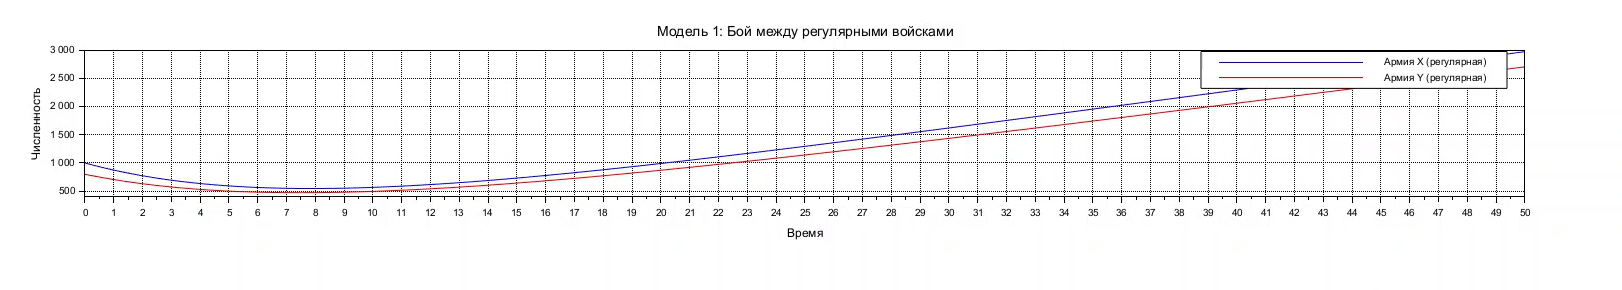 Модель 1: Бой между регулярными войсками
3 000
2 500
2 000
1 500
1 000
500
Численность
Армия X (регулярная)
Армия Y (регулярная)
0 1 2 3 4 5 6 7 8 9 10 11 12 13 14 15 16 17 18 19 20 21 22 23 24 25 26 27 28 29 30 31 32 33 34 35 36 37 38 39 40 41 42 43 44 45 46 47 48 49 50
Время